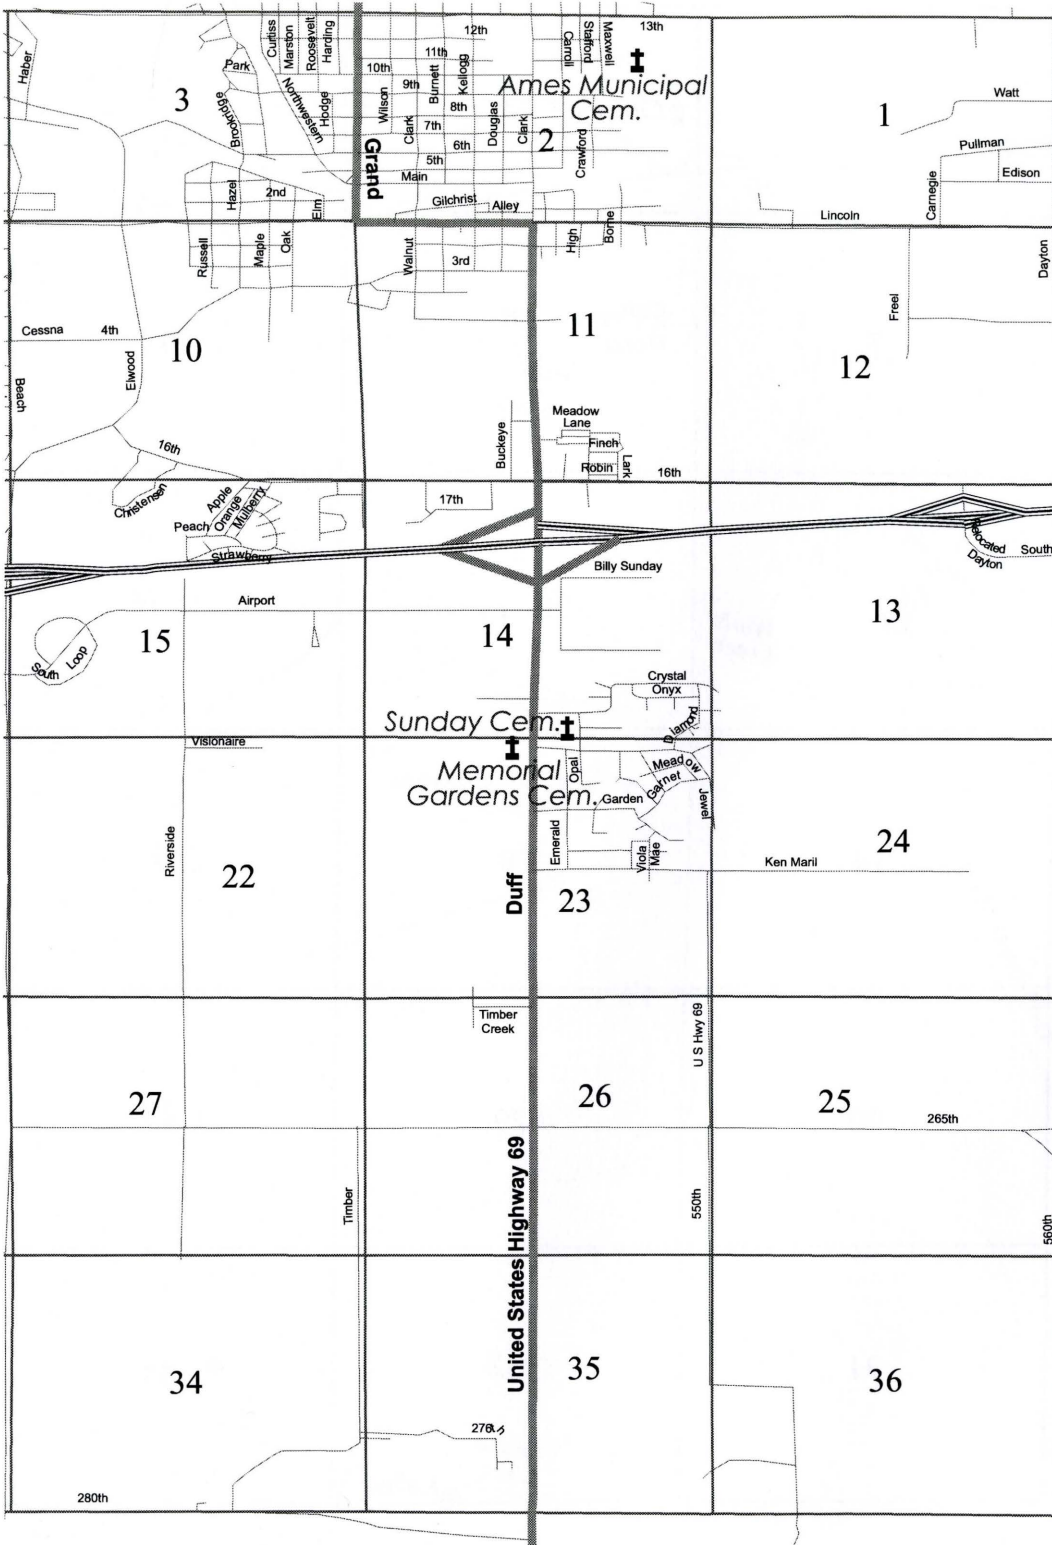 Haber
3
Park
Brookridge
Northwestern
Curtiss
Marston
Roosevelt
Harding
Hodge
12th
11th
10th
9th
8th
7th
6th
5th
Main
Wilson
Clark
Burnett
Kellogg
Douglas
Clark
Carroll
Stafford
Maxwell
13th
Ames Municipal
Cem.
2
Crawford
Grand
1
Watt
Pullman
Edison
Carnegie
Lincoln
Hazel
2nd
Elm
Gilchrist
Alley
Russell
Maple
Oak
Walnut
3rd
High
Borne
Dayton
Freel
Cessna
4th
10
Elwood
Beach
11
12
Buckeye
Meadow
Lane
Finch
Robin
Lark
16th
16th
Christensen
Apple
Orange
Mulberry
Peach
Strawberry
17th
Relocated
Dayton
South
Billy Sunday
Airport
15
14
13
South
Loop
Crystal
Onyx
Diamond
Sunday Cem.
Visionaire
Memorial
Gardens Cem.
Opal
Meadow
Garnet
Garden
Jewel
Riverside
22
Duff
Emerald
23
Viola
Mae
Ken Maril
24
Timber
Creek
U S Hwy 69
27
26
25
265th
Timber
United States Highway 69
550th
560th
34
35
36
276th
280th